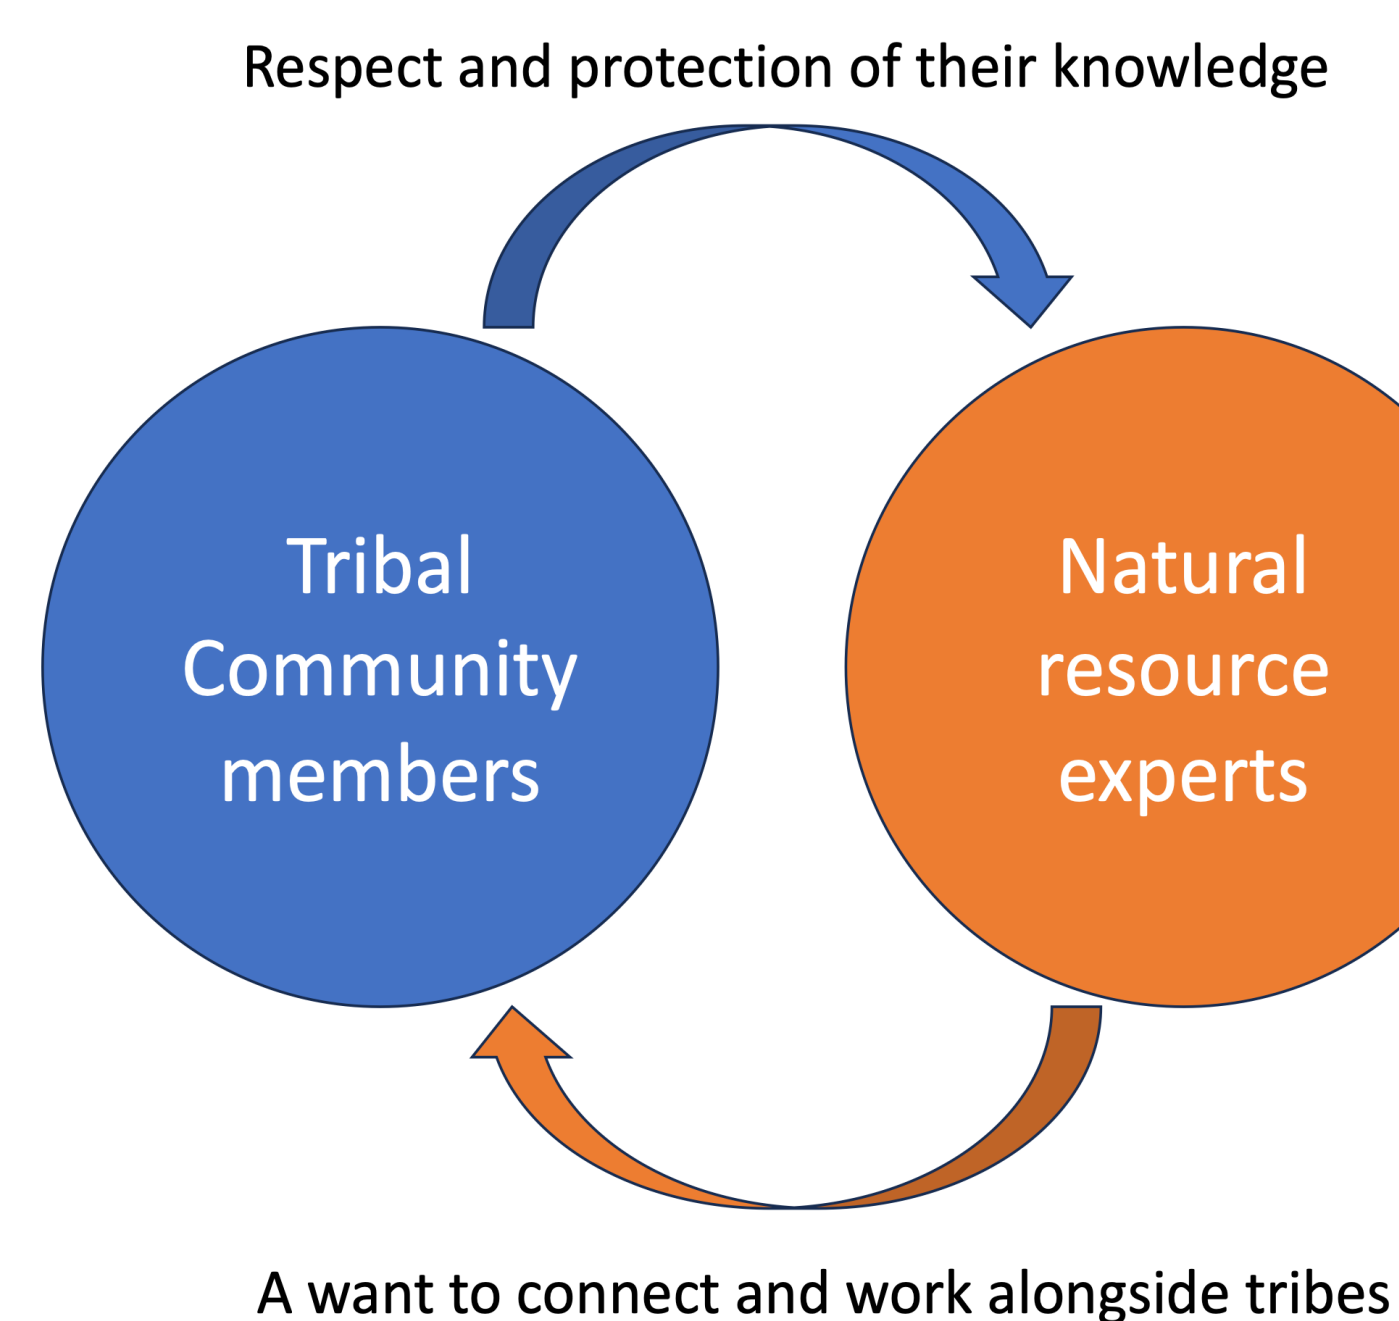 Respect and protection of their knowledge
Tribal
Community
members
Natural
resource
experts
A want to connect and work alongside tribes